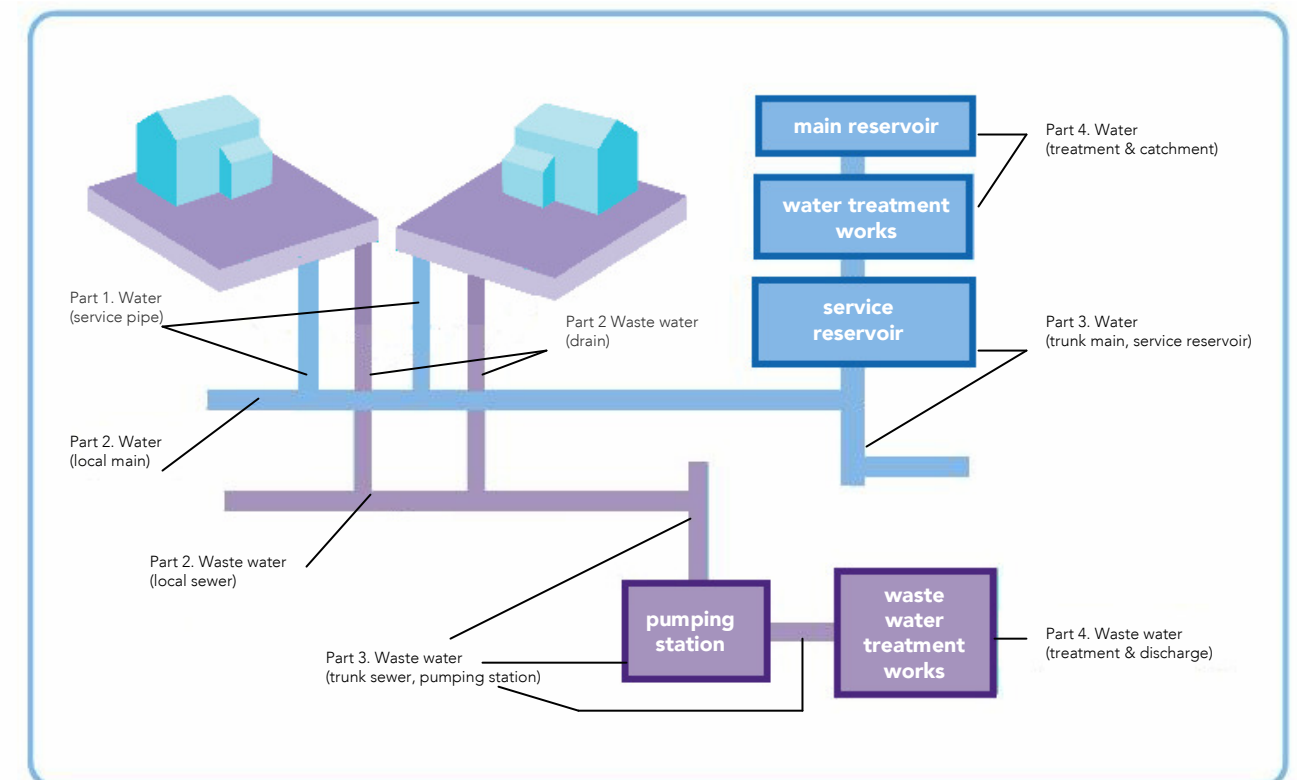 main reservoir
Part 4. Water
(treatment & catchment)
water treatment
works
Part 1. Water
(service pipe)
Part 2 Waste water
(drain)
service
reservoir
Part 3. Water
(trunk main, service reservoir)
Part 2. Water
(local main)
Part 2. Waste water
(local sewer)
pumping
station
waste
water
treatment
works
Part 3. Waste water
(trunk sewer, pumping station)
Part 4. Waste water
(treatment & discharge)